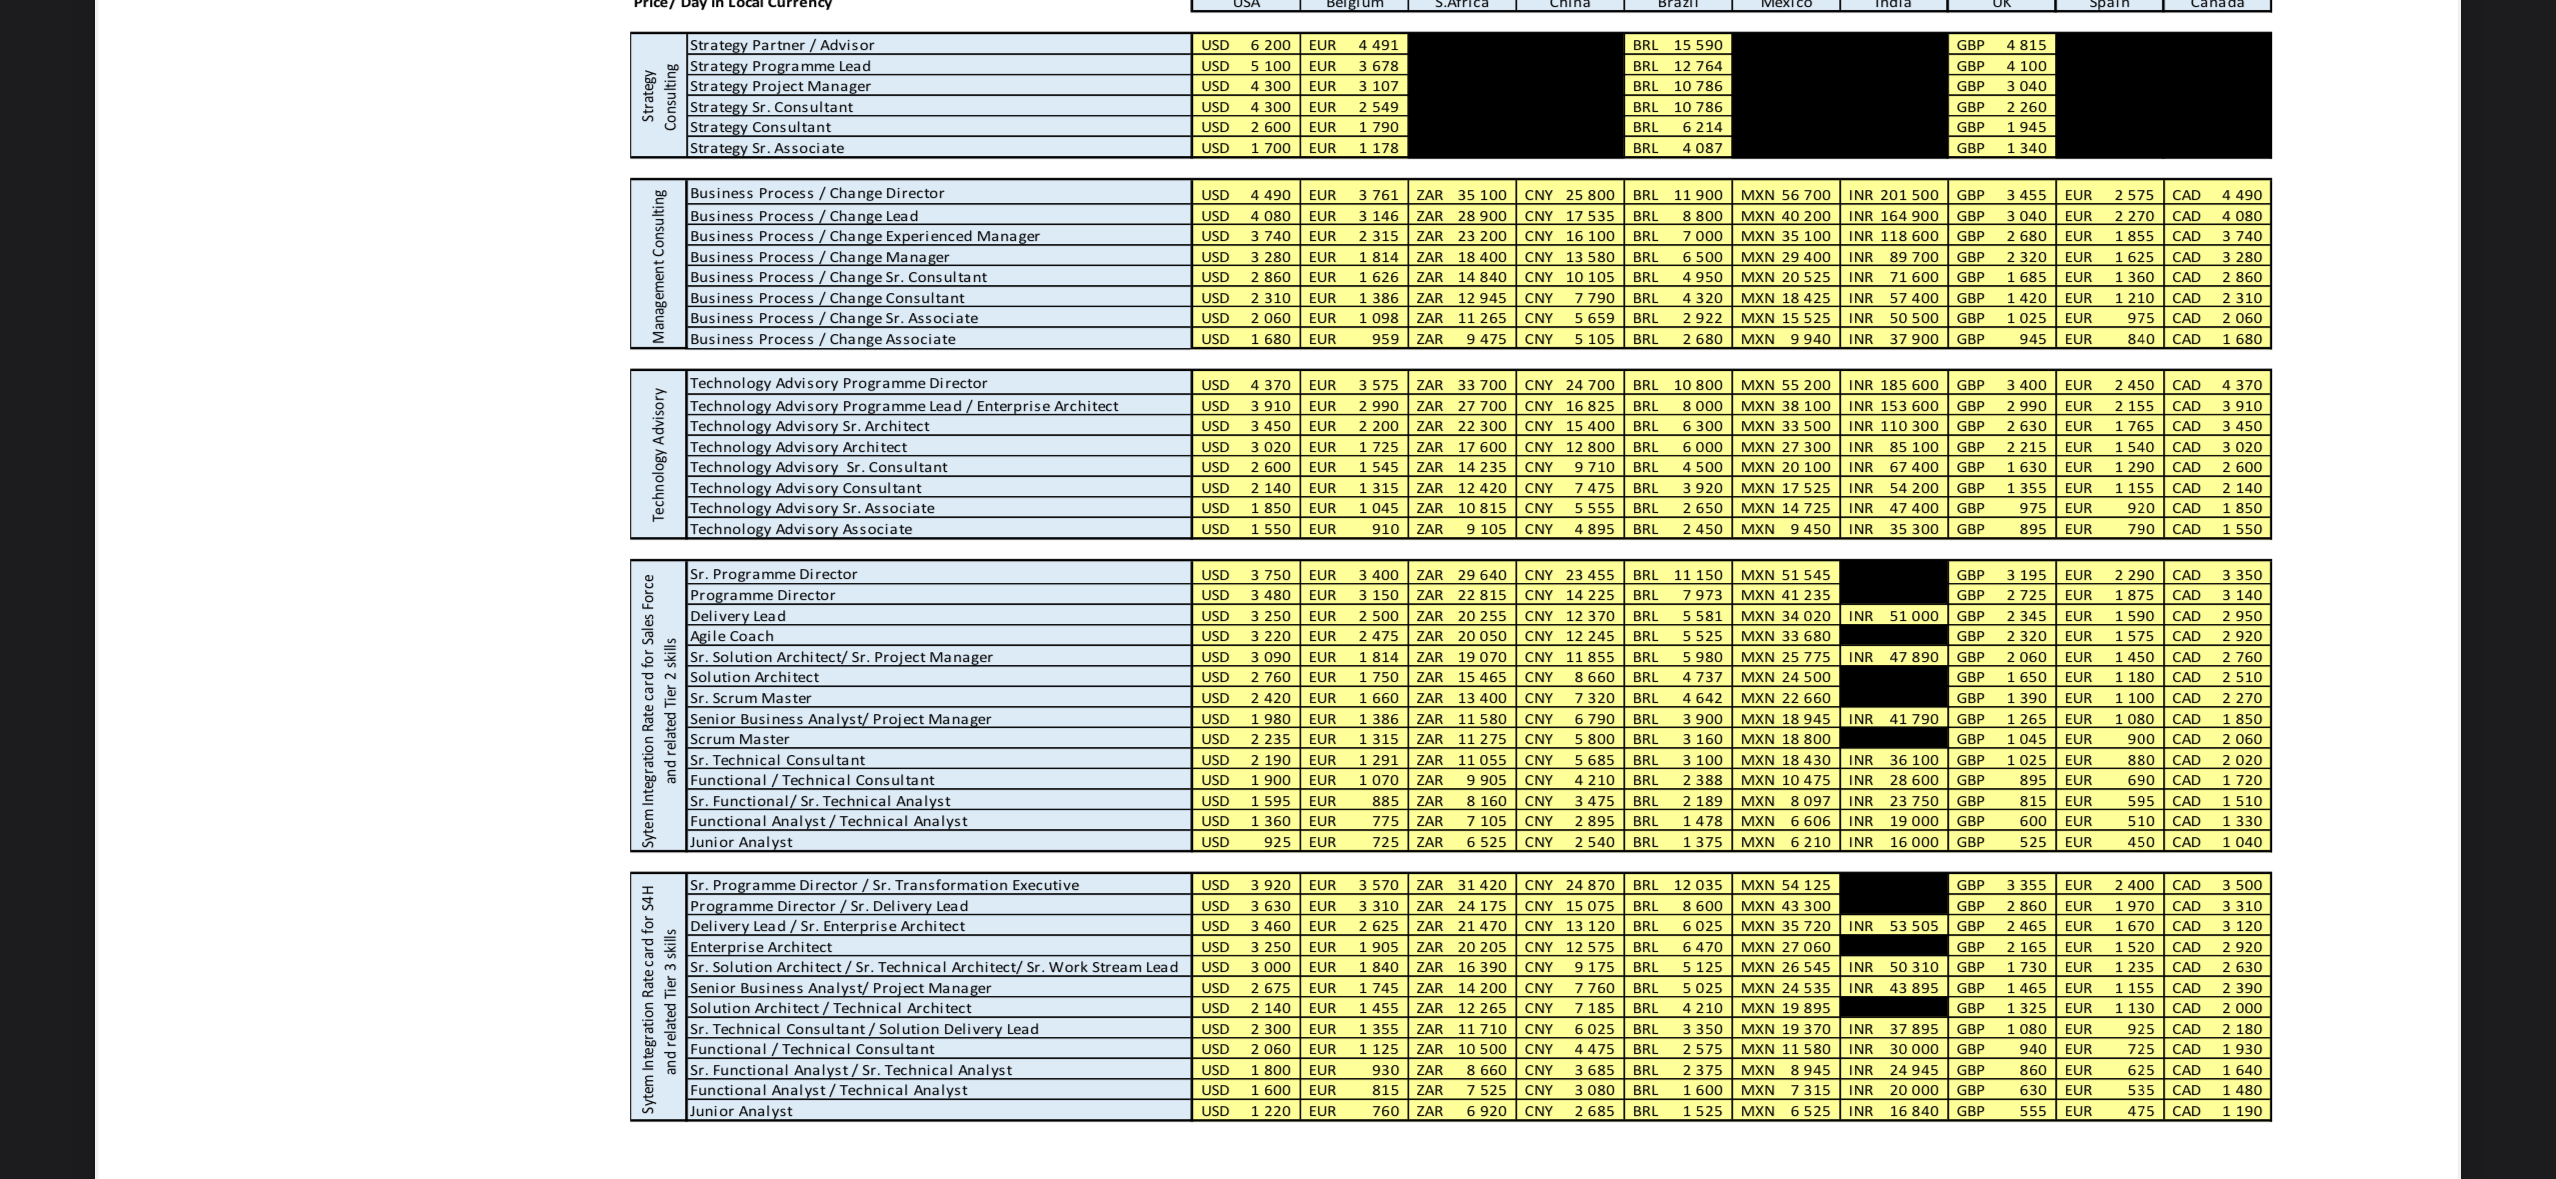 Price/ Day in Local Currency USA Belgium S.Africa China Brazil Mexico India UK Spain Canada
Strategy Consulting
Strategy Partner / Advisor USD 6 200 EUR 4 491 BRL 15 590 GBP 4 815
Strategy Programme Lead USD 5 100 EUR 3 678 BRL 12 764 GBP 4 100
Strategy Project Manager USD 4 300 EUR 3 107 BRL 10 786 GBP 3 040
Strategy Sr. Consultant USD 4 300 EUR 2 549 BRL 10 786 GBP 2 260
Strategy Consultant USD 2 600 EUR 1 790 BRL 6 214 GBP 1 945
Strategy Sr. Associate USD 1 700 EUR 1 178 BRL 4 087 GBP 1 340
Management Consulting
Business Process / Change Director USD 4 490 EUR 3 761 ZAR 35 100 CNY 25 800 BRL 11 900 MXN 56 700 INR 201 500 GBP 3 455 EUR 2 575 CAD 4 490
Business Process / Change Lead USD 4 080 EUR 3 146 ZAR 28 900 CNY 17 535 BRL 8 800 MXN 40 200 INR 164 900 GBP 3 040 EUR 2 270 CAD 4 080
Business Process / Change Experienced Manager USD 3 740 EUR 2 315 ZAR 23 200 CNY 16 100 BRL 7 000 MXN 35 100 INR 118 600 GBP 2 680 EUR 1 855 CAD 3 740
Business Process / Change Manager USD 3 280 EUR 1 814 ZAR 18 400 CNY 13 580 BRL 6 500 MXN 29 400 INR 89 700 GBP 2 320 EUR 1 625 CAD 3 280
Business Process / Change Sr. Consultant USD 2 860 EUR 1 626 ZAR 14 840 CNY 10 105 BRL 4 950 MXN 20 525 INR 71 600 GBP 1 685 EUR 1 360 CAD 2 860
Business Process / Change Consultant USD 2 310 EUR 1 386 ZAR 12 945 CNY 7 790 BRL 4 320 MXN 18 425 INR 57 400 GBP 1 420 EUR 1 210 CAD 2 310
Business Process / Change Sr. Associate USD 2 060 EUR 1 098 ZAR 11 265 CNY 5 659 BRL 2 922 MXN 15 525 INR 50 500 GBP 1 025 EUR 975 CAD 2 060
Business Process / Change Associate USD 1 680 EUR 959 ZAR 9 475 CNY 5 105 BRL 2 680 MXN 9 940 INR 37 900 GBP 945 EUR 840 CAD 1 680
Technology Advisory
Technology Advisory Programme Director USD 4 370 EUR 3 575 ZAR 33 700 CNY 24 700 BRL 10 800 MXN 55 200 INR 185 600 GBP 3 400 EUR 2 450 CAD 4 370
Technology Advisory Programme Lead / Enterprise Architect USD 3 910 EUR 2 990 ZAR 27 700 CNY 16 825 BRL 8 000 MXN 38 100 INR 153 600 GBP 2 990 EUR 2 155 CAD 3 910
Technology Advisory Sr. Architect USD 3 450 EUR 2 200 ZAR 22 300 CNY 15 400 BRL 6 300 MXN 33 500 INR 110 300 GBP 2 630 EUR 1 765 CAD 3 450
Technology Advisory Architect USD 3 020 EUR 1 725 ZAR 17 600 CNY 12 800 BRL 6 000 MXN 27 300 INR 85 100 GBP 2 215 EUR 1 540 CAD 3 020
Technology Advisory Sr. Consultant USD 2 600 EUR 1 545 ZAR 14 235 CNY 9 710 BRL 4 500 MXN 20 100 INR 67 400 GBP 1 630 EUR 1 290 CAD 2 600
Technology Advisory Consultant USD 2 140 EUR 1 315 ZAR 12 420 CNY 7 475 BRL 3 920 MXN 17 525 INR 54 200 GBP 1 355 EUR 1 155 CAD 2 140
Technology Advisory Sr. Associate USD 1 850 EUR 1 045 ZAR 10 815 CNY 5 555 BRL 2 650 MXN 14 725 INR 47 400 GBP 975 EUR 920 CAD 1 850
Technology Advisory Associate USD 1 550 EUR 910 ZAR 9 105 CNY 4 895 BRL 2 450 MXN 9 450 INR 35 300 GBP 895 EUR 790 CAD 1 550
Sytem Integration Rate card for Sales Force and related Tier 2 skills
Sr. Programme Director USD 3 750 EUR 3 400 ZAR 29 640 CNY 23 455 BRL 11 150 MXN 51 545 GBP 3 195 EUR 2 290 CAD 3 350
Programme Director USD 3 480 EUR 3 150 ZAR 22 815 CNY 14 225 BRL 7 973 MXN 41 235 GBP 2 725 EUR 1 875 CAD 3 140
Delivery Lead USD 3 250 EUR 2 500 ZAR 20 255 CNY 12 370 BRL 5 581 MXN 34 020 INR 51 000 GBP 2 345 EUR 1 590 CAD 2 950
Agile Coach USD 3 220 EUR 2 475 ZAR 20 050 CNY 12 245 BRL 5 525 MXN 33 680 GBP 2 320 EUR 1 575 CAD 2 920
Sr. Solution Architect/ Sr. Project Manager USD 3 090 EUR 1 814 ZAR 19 070 CNY 11 855 BRL 5 980 MXN 25 775 INR 47 890 GBP 2 060 EUR 1 450 CAD 2 760
Solution Architect USD 2 760 EUR 1 750 ZAR 15 465 CNY 8 660 BRL 4 737 MXN 24 500 GBP 1 650 EUR 1 180 CAD 2 510
Sr. Scrum Master USD 2 420 EUR 1 660 ZAR 13 400 CNY 7 320 BRL 4 642 MXN 22 660 GBP 1 390 EUR 1 100 CAD 2 270
Senior Business Analyst/ Project Manager USD 1 980 EUR 1 386 ZAR 11 580 CNY 6 790 BRL 3 900 MXN 18 945 INR 41 790 GBP 1 265 EUR 1 080 CAD 1 850
Scrum Master USD 2 235 EUR 1 315 ZAR 11 275 CNY 5 800 BRL 3 160 MXN 18 800 GBP 1 045 EUR 900 CAD 2 060
Sr. Technical Consultant USD 2 190 EUR 1 291 ZAR 11 055 CNY 5 685 BRL 3 100 MXN 18 430 INR 36 100 GBP 1 025 EUR 880 CAD 2 020
Functional / Technical Consultant USD 1 900 EUR 1 070 ZAR 9 905 CNY 4 210 BRL 2 388 MXN 10 475 INR 28 600 GBP 895 EUR 690 CAD 1 720
Sr. Functional/ Sr. Technical Analyst USD 1 595 EUR 885 ZAR 8 160 CNY 3 475 BRL 2 189 MXN 8 097 INR 23 750 GBP 815 EUR 595 CAD 1 510
Functional Analyst / Technical Analyst USD 1 360 EUR 775 ZAR 7 105 CNY 2 895 BRL 1 478 MXN 6 606 INR 19 000 GBP 600 EUR 510 CAD 1 330
Junior Analyst USD 925 EUR 725 ZAR 6 525 CNY 2 540 BRL 1 375 MXN 6 210 INR 16 000 GBP 525 EUR 450 CAD 1 040
Sytem Integration Rate card for S4H and related Tier 3 skills
Sr. Programme Director / Sr. Transformation Executive USD 3 920 EUR 3 570 ZAR 31 420 CNY 24 870 BRL 12 035 MXN 54 125 GBP 3 355 EUR 2 400 CAD 3 500
Programme Director / Sr. Delivery Lead USD 3 630 EUR 3 310 ZAR 24 175 CNY 15 075 BRL 8 600 MXN 43 300 GBP 2 860 EUR 1 970 CAD 3 310
Delivery Lead / Sr. Enterprise Architect USD 3 460 EUR 2 625 ZAR 21 470 CNY 13 120 BRL 6 025 MXN 35 720 INR 53 505 GBP 2 465 EUR 1 670 CAD 3 120
Enterprise Architect USD 3 250 EUR 1 905 ZAR 20 205 CNY 12 575 BRL 6 470 MXN 27 060 GBP 2 165 EUR 1 520 CAD 2 920
Sr. Solution Architect / Sr. Technical Architect/ Sr. Work Stream Lead USD 3 000 EUR 1 840 ZAR 16 390 CNY 9 175 BRL 5 125 MXN 26 545 INR 50 310 GBP 1 730 EUR 1 235 CAD 2 630
Senior Business Analyst/ Project Manager USD 2 675 EUR 1 745 ZAR 14 200 CNY 7 760 BRL 5 025 MXN 24 535 INR 43 895 GBP 1 465 EUR 1 155 CAD 2 390
Solution Architect / Technical Architect USD 2 140 EUR 1 455 ZAR 12 265 CNY 7 185 BRL 4 210 MXN 19 895 GBP 1 325 EUR 1 130 CAD 2 000
Sr. Technical Consultant / Solution Delivery Lead USD 2 300 EUR 1 355 ZAR 11 710 CNY 6 025 BRL 3 350 MXN 19 370 INR 37 895 GBP 1 080 EUR 925 CAD 2 180
Functional / Technical Consultant USD 2 060 EUR 1 125 ZAR 10 500 CNY 4 475 BRL 2 575 MXN 11 580 INR 30 000 GBP 940 EUR 725 CAD 1 930
Sr. Functional Analyst / Sr. Technical Analyst USD 1 800 EUR 930 ZAR 8 660 CNY 3 685 BRL 2 375 MXN 8 945 INR 24 945 GBP 860 EUR 625 CAD 1 640
Functional Analyst / Technical Analyst USD 1 600 EUR 815 ZAR 7 525 CNY 3 080 BRL 1 600 MXN 7 315 INR 20 000 GBP 630 EUR 535 CAD 1 480
Junior Analyst USD 1 220 EUR 760 ZAR 6 920 CNY 2 685 BRL 1 525 MXN 6 525 INR 16 840 GBP 555 EUR 475 CAD 1 190